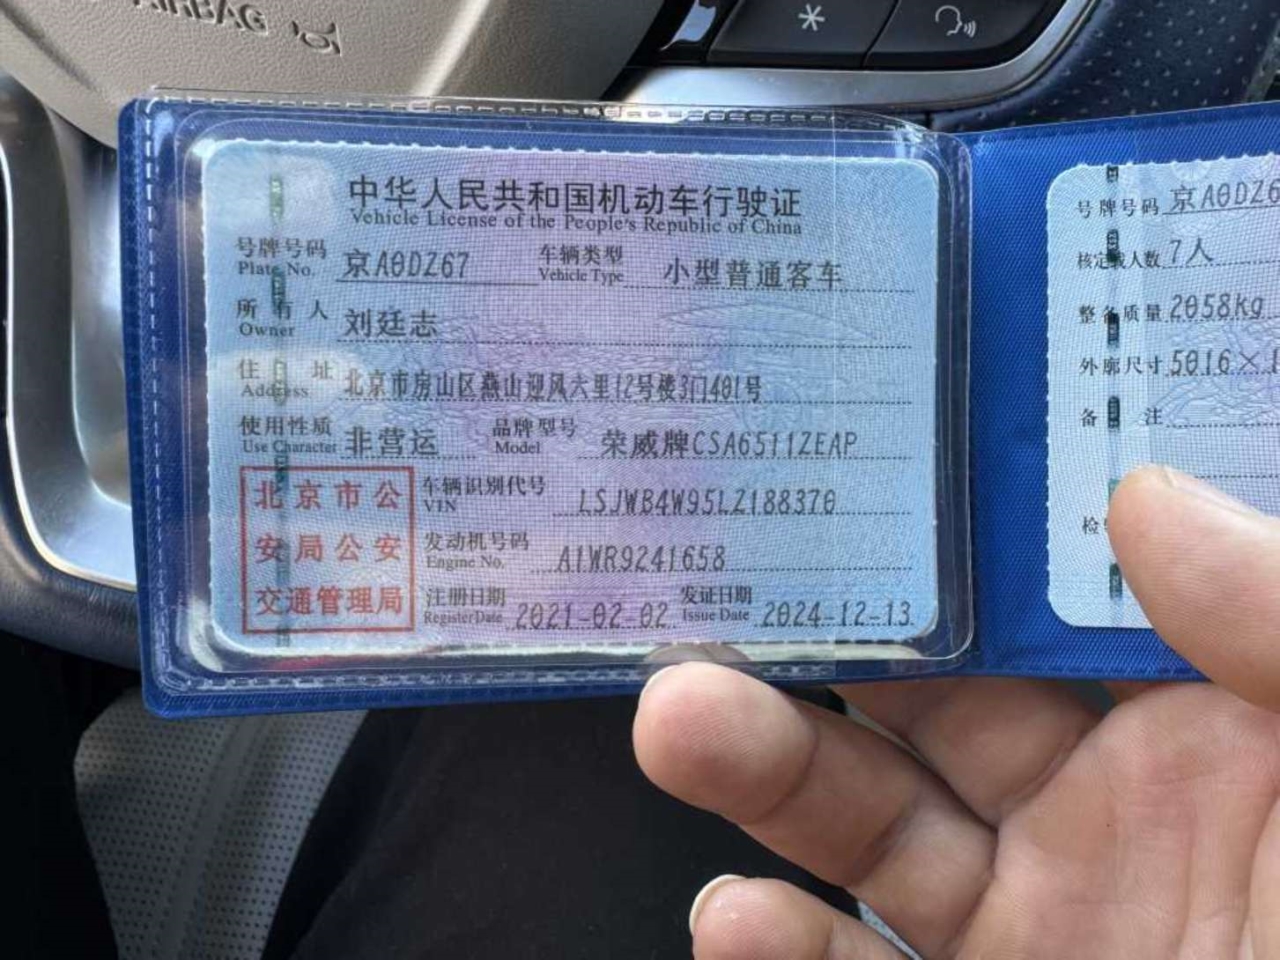 AIRBAG
中华人民共和国机动车行驶证
Vehicle License of the People's Republic of China
号牌号码 京A0DZ67 车辆类型 小型普通客车
Plate No. Vehicle Type
所有人 刘廷志
Owner
住址 北京市房山区燕山迎风六里12号楼3门401号
Address
使用性质 非营运 品牌型号 荣威牌CSA6511ZEAP
Use Character Model
北京市公
安局公安
交通管理局
车辆识别代号 LSJWB4W95LZ188370
VIN
发动机号码 A1WR9241658
Engine No.
注册日期 2021-02-02 发证日期 2024-12-13
Register Date Issue Date
号牌号码 京A0DZ6
核定载人数 7人
整备质量 2058kg
外廓尺寸 5016×
备注
检